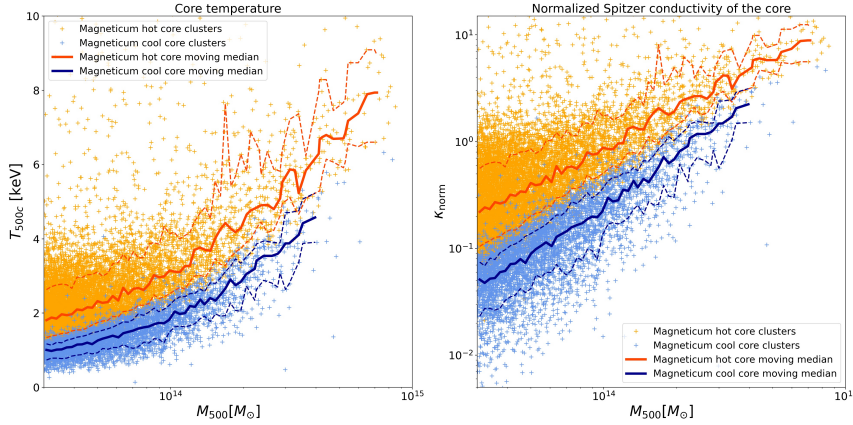 Core temperature
10
8
6
4
2
0
T500c [keV]
10^14
10^15
M500[M⊙]
Magneticum hot core clusters
Magneticum cool core clusters
Magneticum hot core moving median
Magneticum cool core moving median
Normalized Spitzer conductivity of the core
10^1
10^0
10^−1
10^−2
κnorm
10^14
10^1
M500[M⊙]
Magneticum hot core clusters
Magneticum cool core clusters
Magneticum hot core moving median
Magneticum cool core moving median